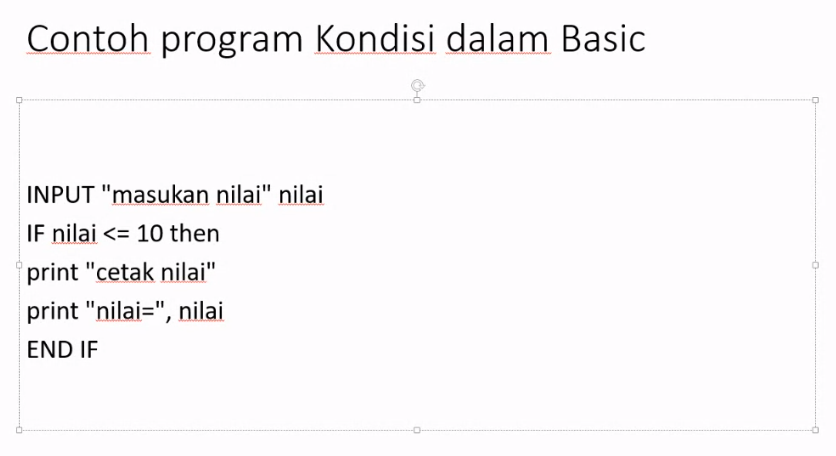 Contoh program Kondisi dalam Basic
INPUT "masukan nilai" nilai
IF nilai <= 10 then
print "cetak nilai"
print "nilai=", nilai
END IF